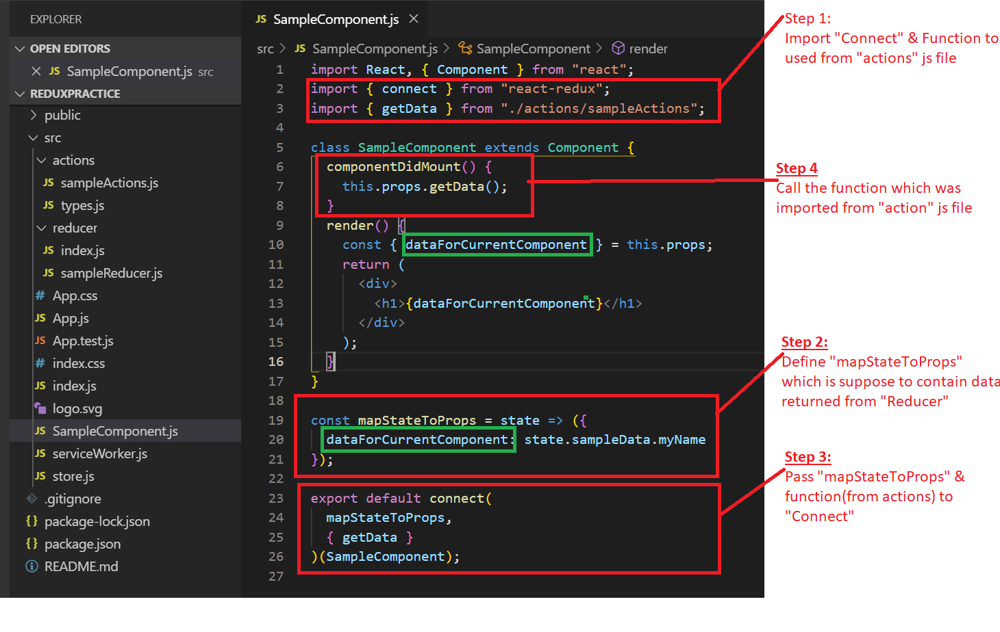 EXPLORER
OPEN EDITORS
JS SampleComponent.js src
REDUXPRACTICE
public
src
actions
JS sampleActions.js
JS types.js
reducer
JS index.js
JS sampleReducer.js
# App.css
JS App.js
JS App.test.js
# index.css
JS index.js
logo.svg
JS SampleComponent.js
JS serviceWorker.js
JS store.js
.gitignore
{} package-lock.json
{} package.json
README.md
JS SampleComponent.js
src > JS SampleComponent.js > SampleComponent > render
1 import React, { Component } from "react";
2 import { connect } from "react-redux";
3 import { getData } from "./actions/sampleActions";
4
5 class SampleComponent extends Component {
6 componentDidMount() {
7 this.props.getData();
8 }
9 render() {
10 const { dataForCurrentComponent } = this.props;
11 return (
12 <div>
13 <h1>{dataForCurrentComponent}</h1>
14 </div>
15 );
16 }
17 }
18
19 const mapStateToProps = state => ({
20 dataForCurrentComponent: state.sampleData.myName
21 });
22
23 export default connect(
24 mapStateToProps,
25 { getData }
26 )(SampleComponent);
27
Step 1:
Import "Connect" & Function to
used from "actions" js file
Step 4
Call the function which was
imported from "action" js file
Step 2:
Define "mapStateToProps"
which is suppose to contain data
returned from "Reducer"
Step 3:
Pass "mapStateToProps" &
function(from actions) to
"Connect"